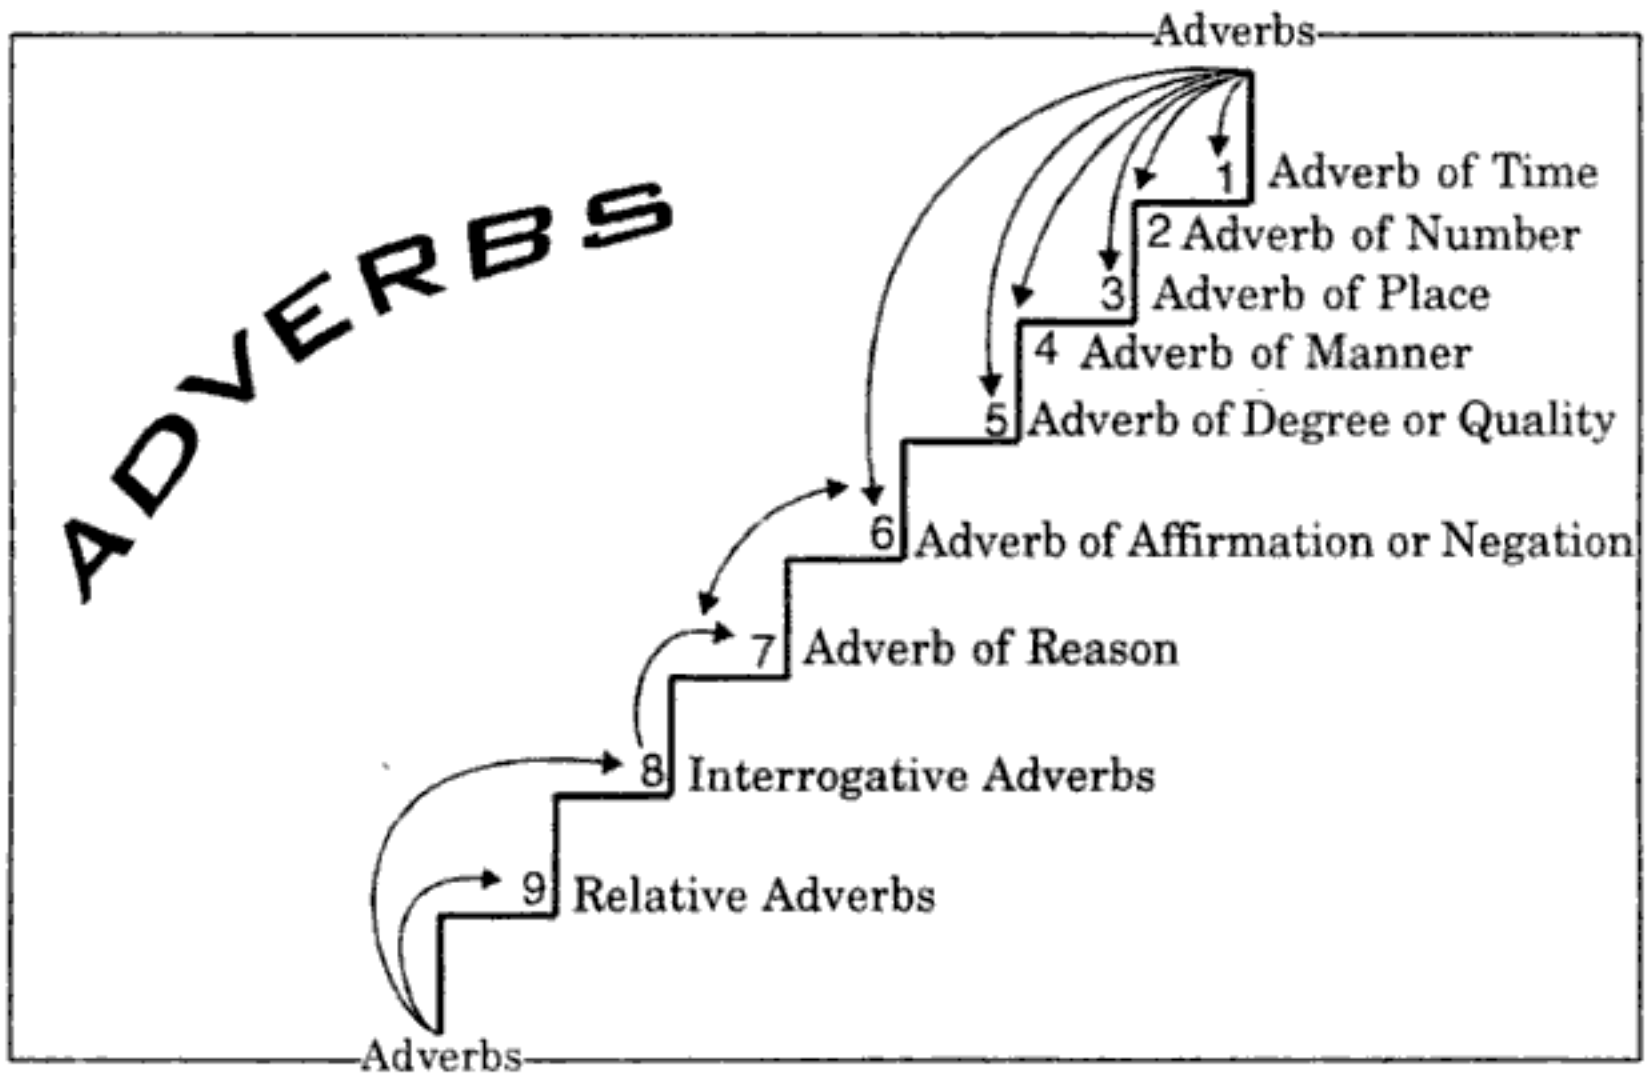 Adverbs
ADVERBS
1 Adverb of Time
2 Adverb of Number
3 Adverb of Place
4 Adverb of Manner
5 Adverb of Degree or Quality
6 Adverb of Affirmation or Negation
7 Adverb of Reason
8 Interrogative Adverbs
9 Relative Adverbs
Adverbs